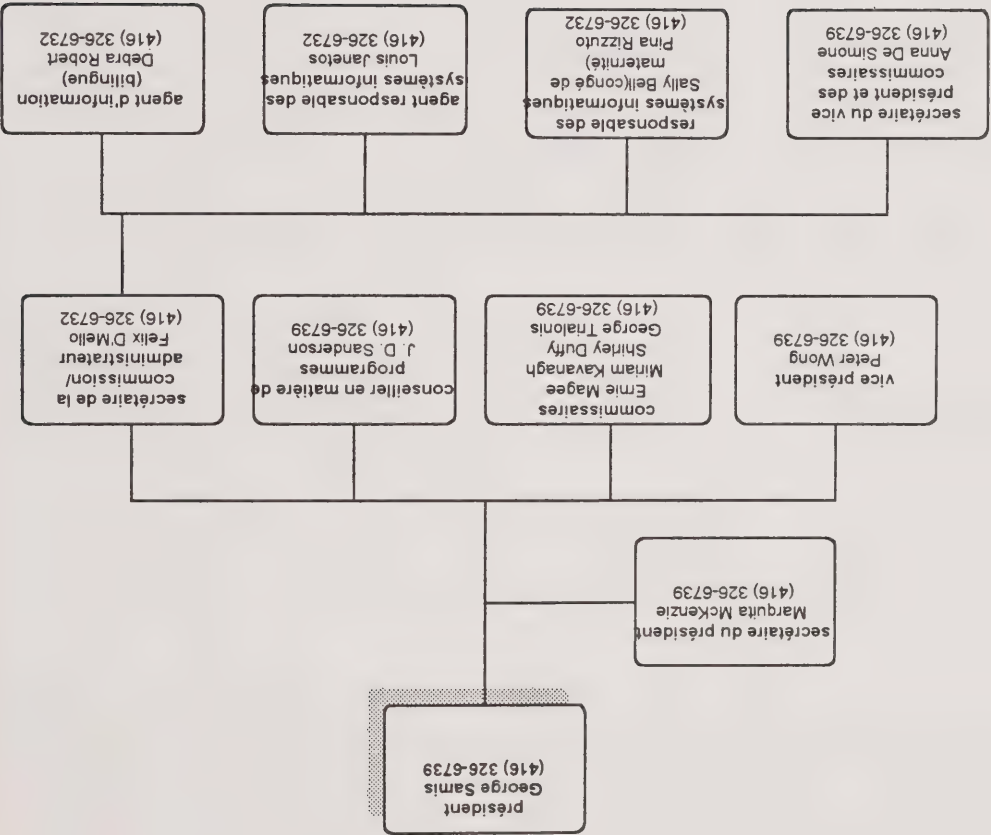 président
George Samis
(416) 326-6739
secrétaire du président
Marquita McKenzie
(416) 326-6739
vice président
Peter Wong
(416) 326-6739
commissaires
Ernie Magee
Miriam Kavanagh
Shirley Duffy
George Trialonis
(416) 326-6739
conseiller en matière de
programmes
J. D. Sanderson
(416) 326-6739
secrétaire de la
commission/
administrateur
Felix D'Mello
(416) 326-6732
secrétaire du vice
président et des
commissaires
Anna De Simone
(416) 326-6739
responsable des
systèmes informatiques
Sally Bell(congé de
maternité)
Pina Rizzuto
(416) 326-6732
agent responsable des
systèmes informatiques
Louis Janetos
(416) 326-6732
agent d'information
(bilingue)
Debra Robert
(416) 326-6732